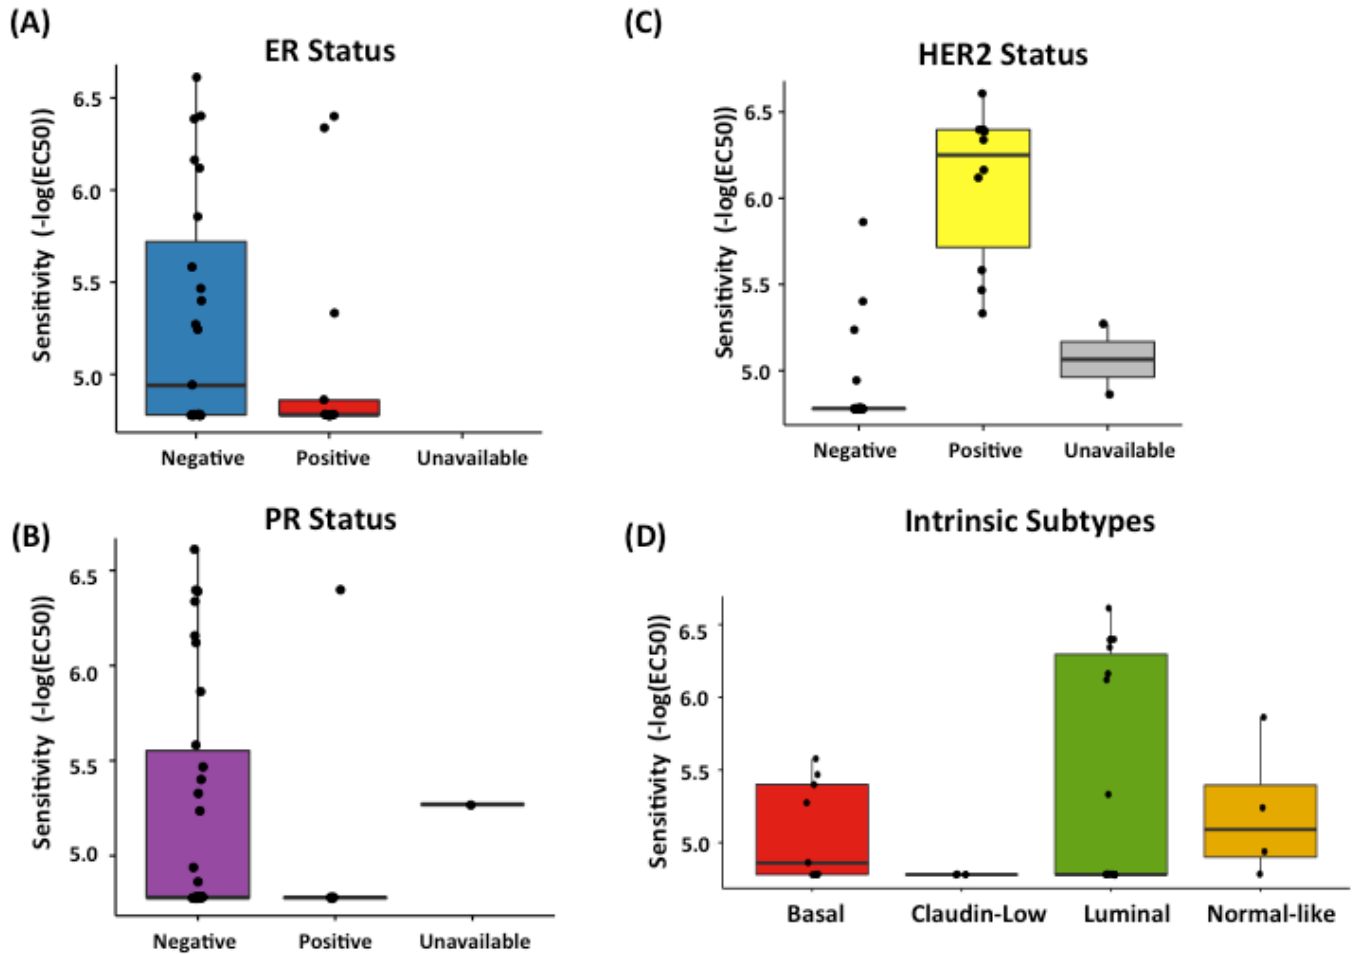 (A)
ER Status
Sensitivity (-log(EC50))
6.5
6.0
5.5
5.0
Negative Positive Unavailable
(C)
HER2 Status
Sensitivity (-log(EC50))
6.5
6.0
5.5
5.0
Negative Positive Unavailable
(B)
PR Status
Sensitivity (-log(EC50))
6.5
6.0
5.5
5.0
Negative Positive Unavailable
(D)
Intrinsic Subtypes
Sensitivity (-log(EC50))
6.5
6.0
5.5
5.0
Basal Claudin-Low Luminal Normal-like